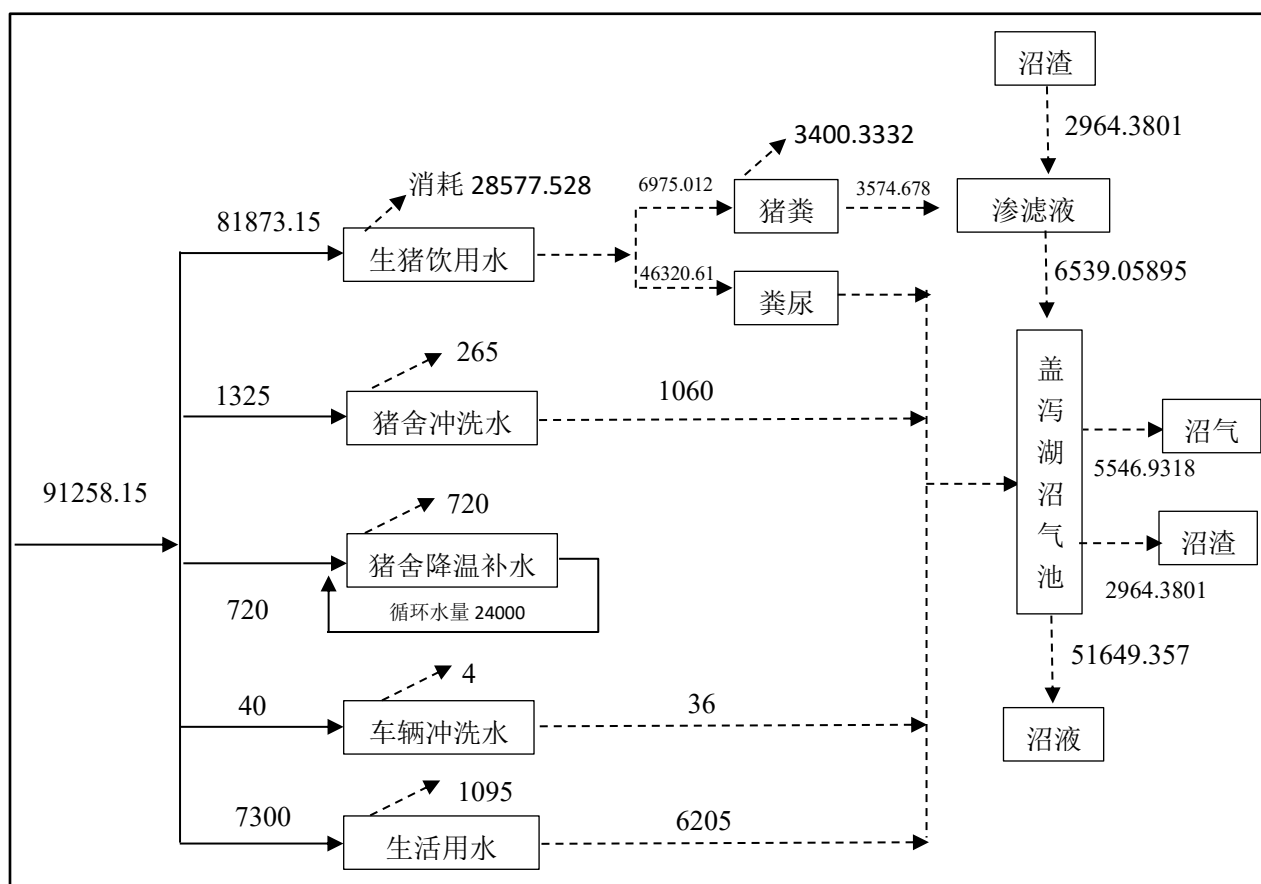 沼渣
2964.3801
3400.3332
消耗 28577.528
6975.012
猪粪
3574.678
渗滤液
81873.15
生猪饮用水
46320.61
粪尿
6539.05895
265
1325
猪舍冲洗水
1060
盖泻湖沼气池
沼气
5546.9318
91258.15
720
猪舍降温补水
沼渣
2964.3801
720
循环水量 24000
51649.357
4
40
车辆冲洗水
36
沼液
1095
7300
生活用水
6205